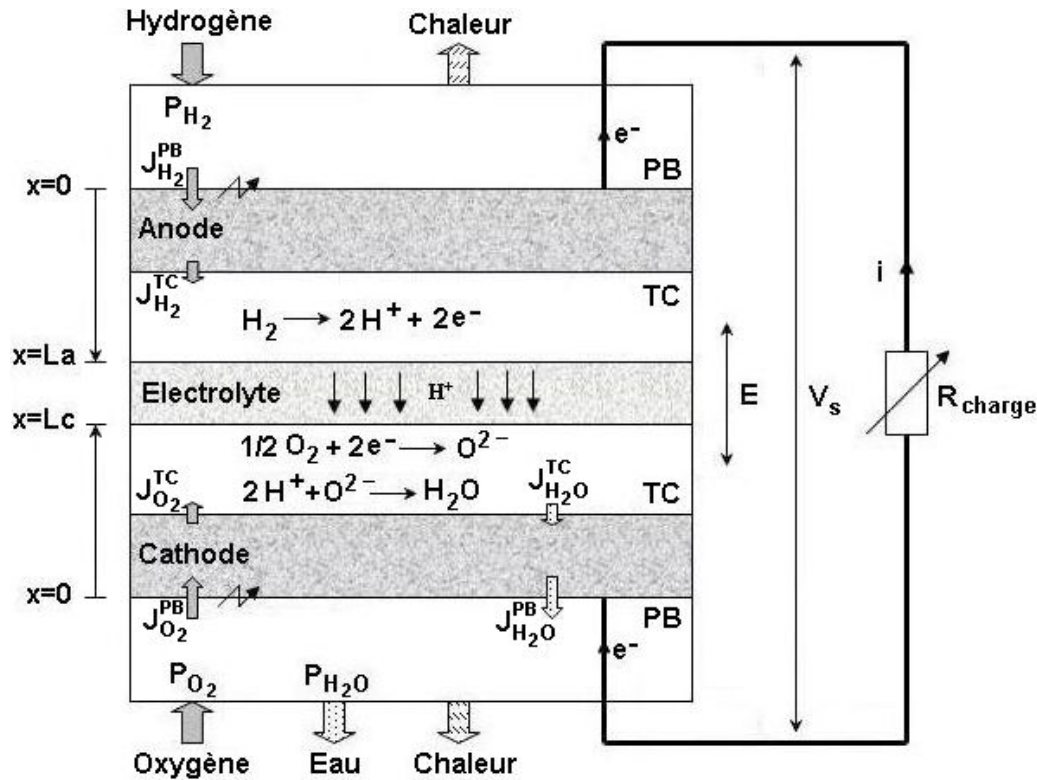 Hydrogène
Chaleur
P_H₂
e⁻
J_H₂^PB
PB
x=0
Anode
J_H₂^TC
TC
i
H₂ → 2H⁺ + 2e⁻
x=La
Electrolyte
H⁺
E
V_s
R_charge
x=Lc
1/2 O₂ + 2e⁻ → O²⁻
J_O₂^TC
2H⁺+O²⁻ → H₂O
J_H₂O^TC
TC
Cathode
x=0
J_O₂^PB
J_H₂O^PB
PB
e⁻
P_O₂
P_H₂O
Oxygène
Eau
Chaleur